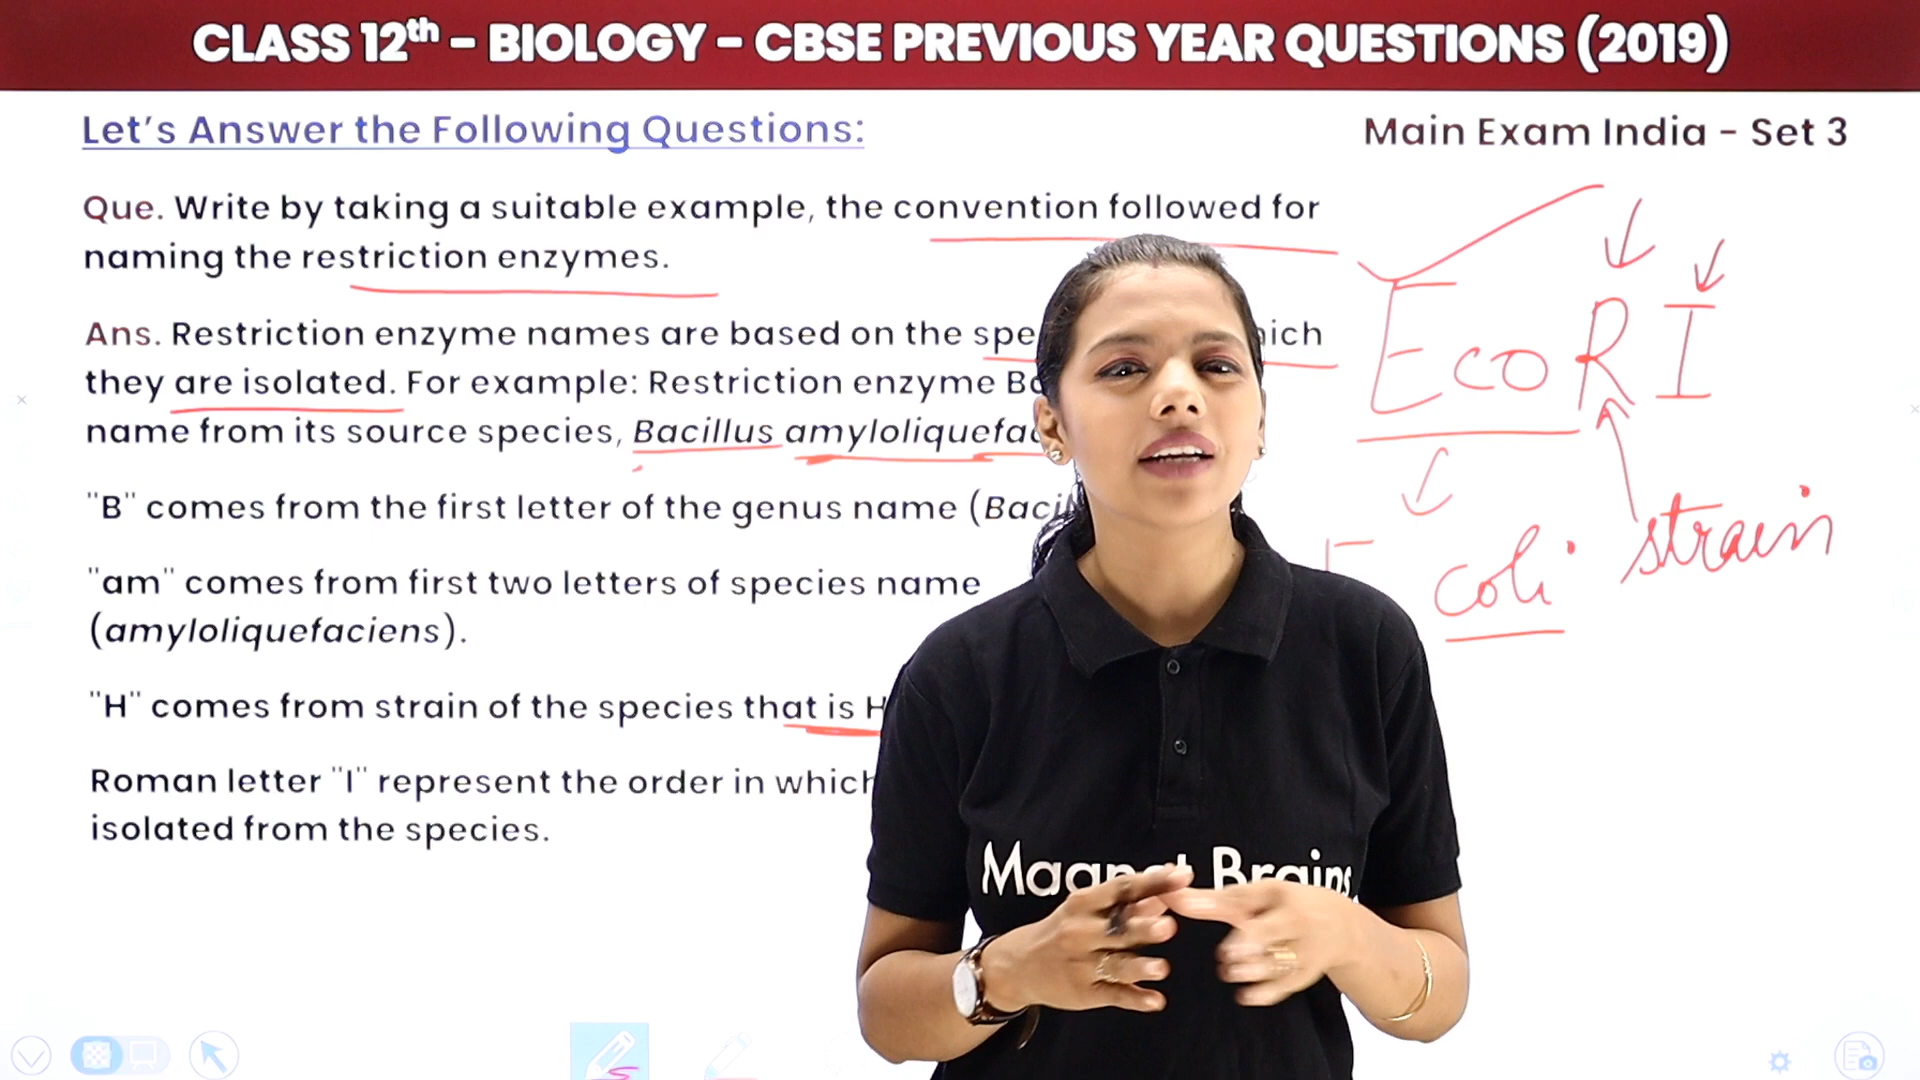 CLASS 12th - BIOLOGY - CBSE PREVIOUS YEAR QUESTIONS (2019)
Let's Answer the Following Questions:
Main Exam India - Set 3
Que. Write by taking a suitable example, the convention followed for
naming the restriction enzymes.
Ans. Restriction enzyme names are based on the
they are isolated. For example: Restriction enzyme
name from its source species, Bacillus
"B" comes from the first letter of the genus name (
"am" comes from first two letters of species name
(amyloliquefaciens).
"H" comes from strain of the species that is H
Roman letter "I" represent the order in which
isolated from the species.
EcoRI
coli strain
Magnet Brains